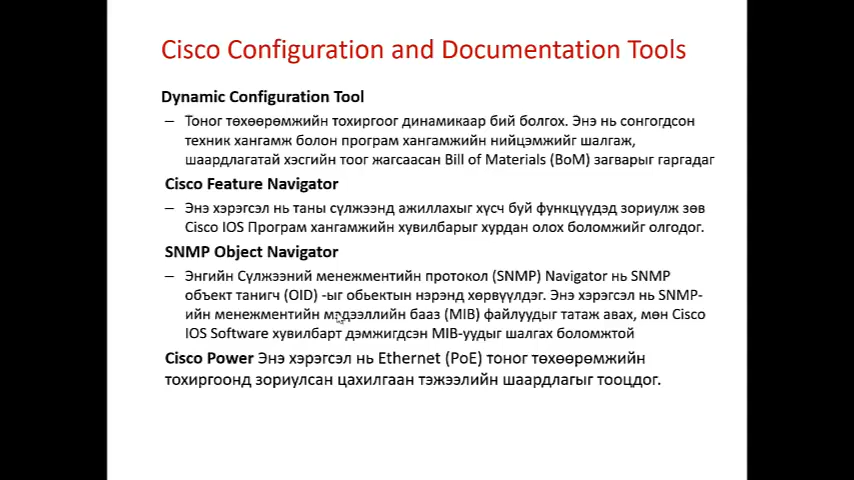 Cisco Configuration and Documentation Tools
Dynamic Configuration Tool
– Тоног төхөөрөмжийн тохиргоог динамикаар бий болгох. Энэ нь сонгогдсон
техник хангамж болон програм хангамжийн нийцэмжийг шалгаж,
шаардлагатай хэсгийн тоог жагсаасан Bill of Materials (BoM) загварыг гаргадаг
Cisco Feature Navigator
– Энэ хэрэгсэл нь таны сүлжээнд ажиллахыг хүсч буй функцүүдэд зориулж зөв
Cisco IOS Програм хангамжийн хувилбарыг хурдан олох боломжийг олгодог.
SNMP Object Navigator
– Энгийн Сүлжээний менежментийн протокол (SNMP) Navigator нь SNMP
объект танигч (OID) -ыг обьектын нэрэнд хөрвүүлдэг. Энэ хэрэгсэл нь SNMP-
ийн менежментийн мэдээллийн бааз (MIB) файлуудыг татаж авах, мөн Cisco
IOS Software хувилбарт дэмжигдсэн MIB-уудыг шалгах боломжтой
Cisco Power Энэ хэрэгсэл нь Ethernet (PoE) тоног төхөөрөмжийн
тохиргоонд зориулсан цахилгаан тэжээлийн шаардлагыг тооцдог.